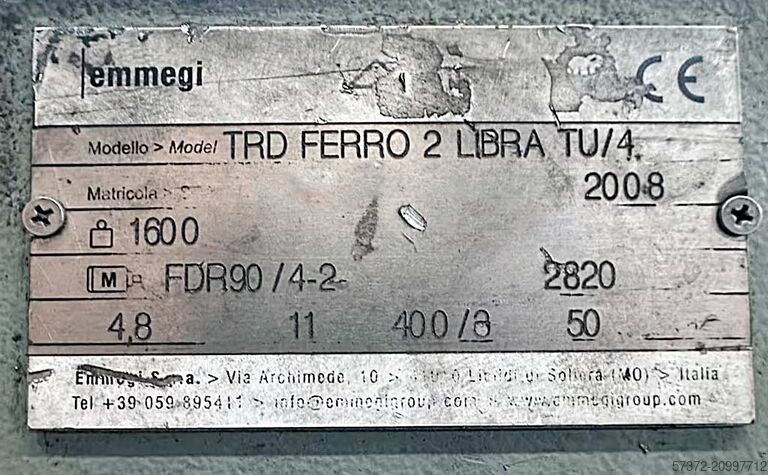 emmegi CE
Modello > Model TRD FERRO 2 LIBRA TU/4
Matricola > 2008
1600
M FDR90/4-2 2820
4,8 11 400/3 50
Emmegi S.p.a. > Via Archimede, 10 > Limidi di Soliera (MO) > Italia
Tel +39 059 895411 > info@emmegigroup.com > www.emmegigroup.com
57372-20997712